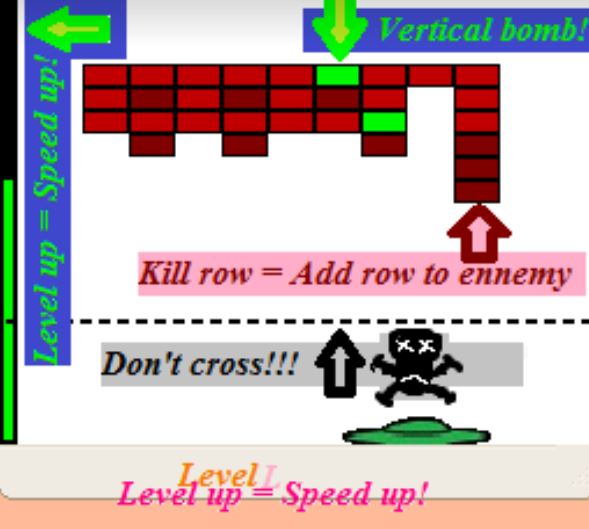 Vertical bomb!
Level up = Speed up!
Kill row = Add row to ennemy
Don't cross!!!
Level L
Level up = Speed up!